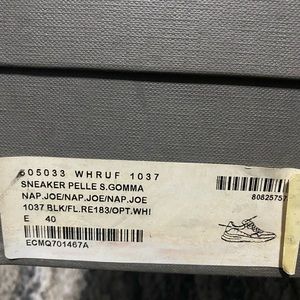 505033 WHRUF 1037
SNEAKER PELLE S.GOMMA
NAP.JOE/NAP.JOE/NAP.JOE
1037 BLK/FL.RE183/OPT.WHI
80825757
E 40
ECMQ701467A